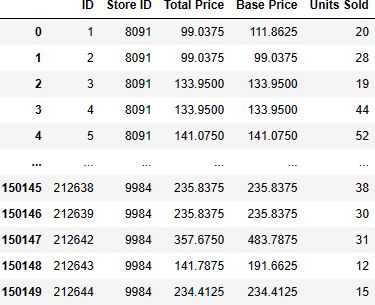 ID Store ID Total Price Base Price Units Sold
0 1 8091 99.0375 111.8625 20
1 2 8091 99.0375 99.0375 28
2 3 8091 133.9500 133.9500 19
3 4 8091 133.9500 133.9500 44
4 5 8091 141.0750 141.0750 52
... ... ... ... ... ...
150145 212638 9984 235.8375 235.8375 38
150146 212639 9984 235.8375 235.8375 30
150147 212642 9984 357.6750 483.7875 31
150148 212643 9984 141.7875 191.6625 12
150149 212644 9984 234.4125 234.4125 15